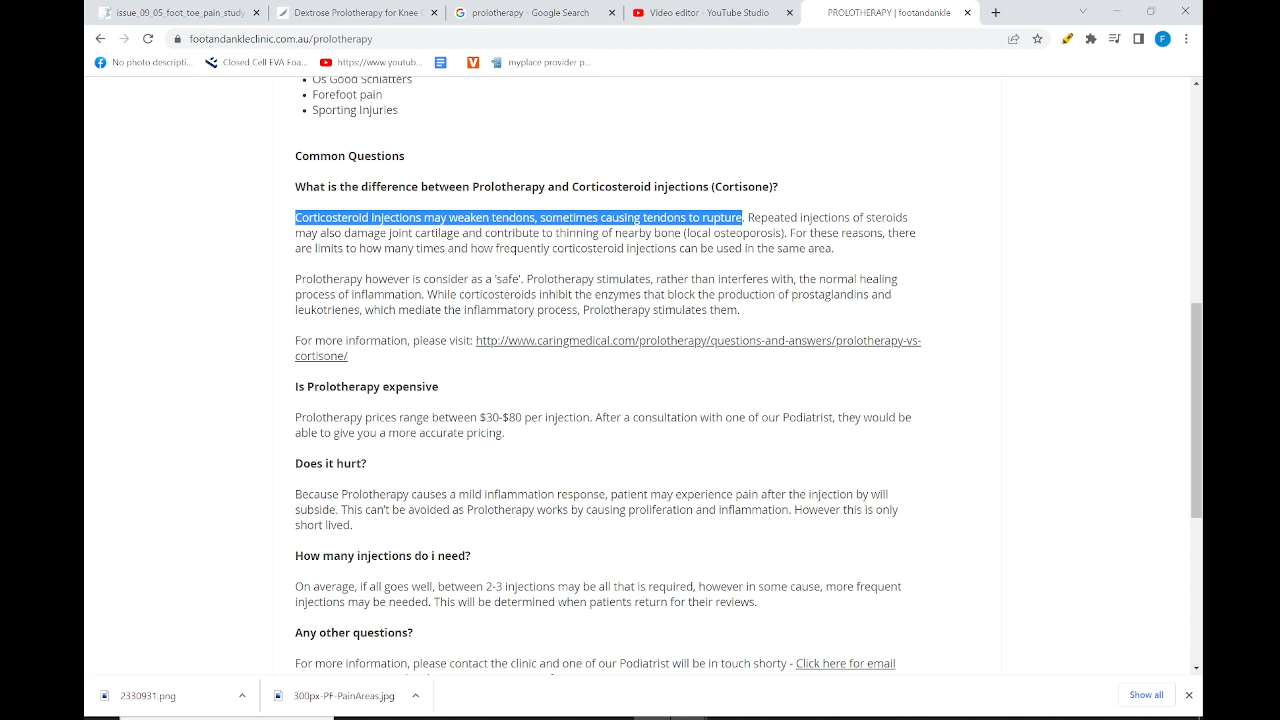 issue_09_05_foot_toe_pain_study
Dextrose Prolotherapy for Knee
prolotherapy - Google Search
Video editor - YouTube Studio
PROLOTHERAPY | footandankle
footandankleclinic.com.au/prolotherapy
F
No photo descripti...
Closed Cell EVA Foa...
https://www.youtub...
myplace provider p...
• Os Good Schlatters
• Forefoot pain
• Sporting Injuries
Common Questions
What is the difference between Prolotherapy and Corticosteroid injections (Cortisone)?
Corticosteroid injections may weaken tendons, sometimes causing tendons to rupture. Repeated injections of steroids
may also damage joint cartilage and contribute to thinning of nearby bone (local osteoporosis). For these reasons, there
are limits to how many times and how frequently corticosteroid injections can be used in the same area.
Prolotherapy however is consider as a 'safe'. Prolotherapy stimulates, rather than interferes with, the normal healing
process of inflammation. While corticosteroids inhibit the enzymes that block the production of prostaglandins and
leukotrienes, which mediate the inflammatory process, Prolotherapy stimulates them.
For more information, please visit: http://www.caringmedical.com/prolotherapy/questions-and-answers/prolotherapy-vs-
cortisone/
Is Prolotherapy expensive
Prolotherapy prices range between $30-$80 per injection. After a consultation with one of our Podiatrist, they would be
able to give you a more accurate pricing.
Does it hurt?
Because Prolotherapy causes a mild inflammation response, patient may experience pain after the injection by will
subside. This can't be avoided as Prolotherapy works by causing proliferation and inflammation. However this is only
short lived.
How many injections do i need?
On average, if all goes well, between 2-3 injections may be all that is required, however in some cause, more frequent
injections may be needed. This will be determined when patients return for their reviews.
Any other questions?
For more information, please contact the clinic and one of our Podiatrist will be in touch shorty - Click here for email
2330931.png
300px-PF-PainAreas.jpg
Show all